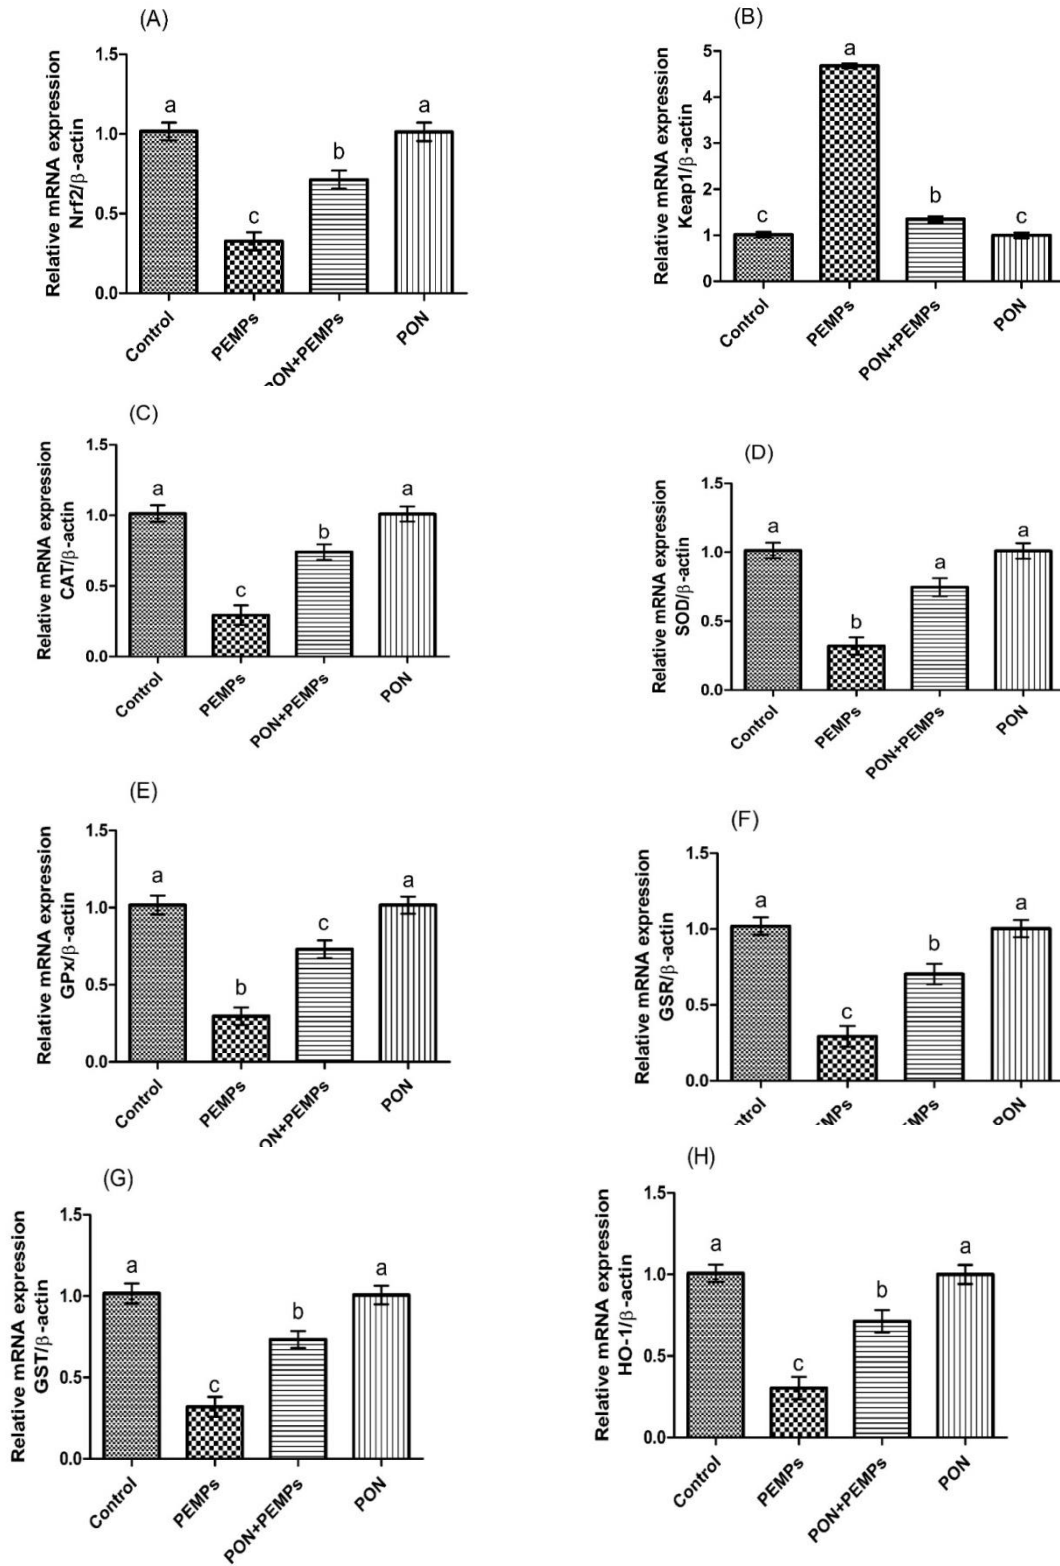 (A)
Relative mRNA expression
Nrf2/β-actin
1.5
1.0
0.5
0.0
a
c
b
a
Control
PEMPs
PON+PEMPs
PON
(B)
Relative mRNA expression
Keap1/β-actin
5
4
3
2
1
0
c
a
b
c
Control
PEMPs
PON+PEMPs
PON
(C)
Relative mRNA expression
CAT/β-actin
1.5
1.0
0.5
0.0
a
c
b
a
Control
PEMPs
PON+PEMPs
PON
(D)
Relative mRNA expression
SOD/β-actin
1.5
1.0
0.5
0.0
a
b
a
a
Control
PEMPs
PON+PEMPs
PON
(E)
Relative mRNA expression
GPx/β-actin
1.5
1.0
0.5
0.0
a
b
c
a
Control
PEMPs
ON+PEMPs
PON
(F)
Relative mRNA expression
GSR/β-actin
1.5
1.0
0.5
0.0
a
c
b
a
ntrol
EMPs
EMPs
PON
(G)
Relative mRNA expression
GST/β-actin
1.5
1.0
0.5
0.0
a
c
b
a
Control
PEMPs
PON+PEMPs
PON
(H)
Relative mRNA expression
HO-1/β-actin
1.5
1.0
0.5
0.0
a
c
b
a
Control
PEMPs
PON+PEMPs
PON